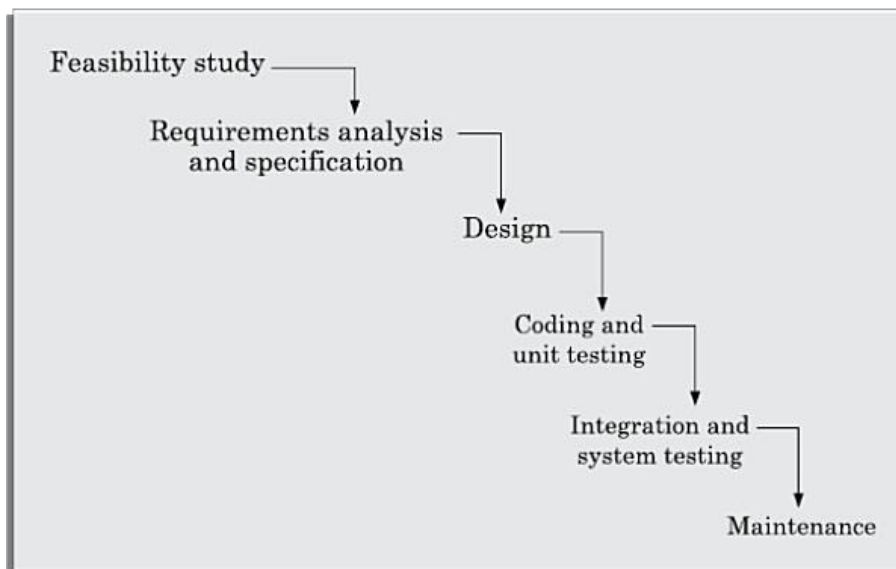 Feasibility study
Requirements analysis
and specification
Design
Coding and
unit testing
Integration and
system testing
Maintenance